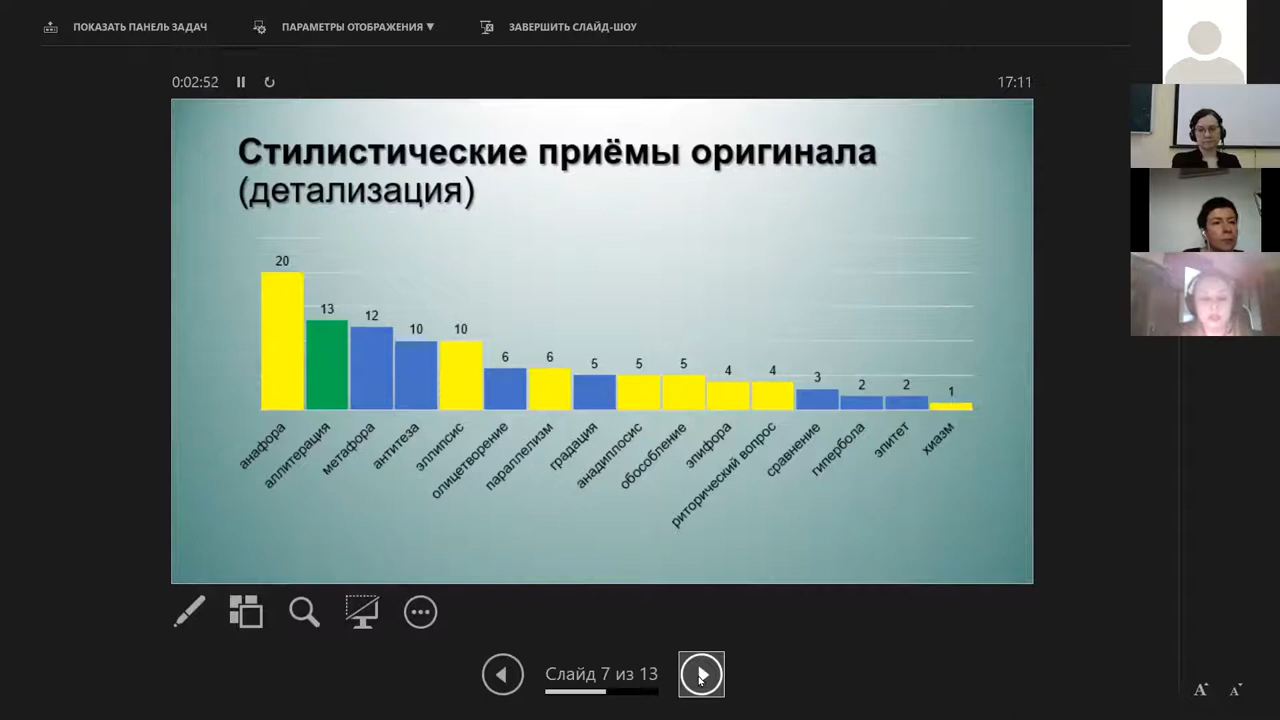 ПОКАЗАТЬ ПАНЕЛЬ ЗАДАЧ
ПАРАМЕТРЫ ОТОБРАЖЕНИЯ ▼
ЗАВЕРШИТЬ СЛАЙД-ШОУ
0:02:52
17:11
Стилистические приёмы оригинала
(детализация)
20
13
12
10
10
6
6
5
5
5
4
4
3
2
2
1
анафора
аллитерация
метафора
антитеза
эллипсис
олицетворение
параллелизм
градация
анадиплосис
обособление
эпифора
риторический вопрос
сравнение
гипербола
эпитет
хиазм
Слайд 7 из 13
A A